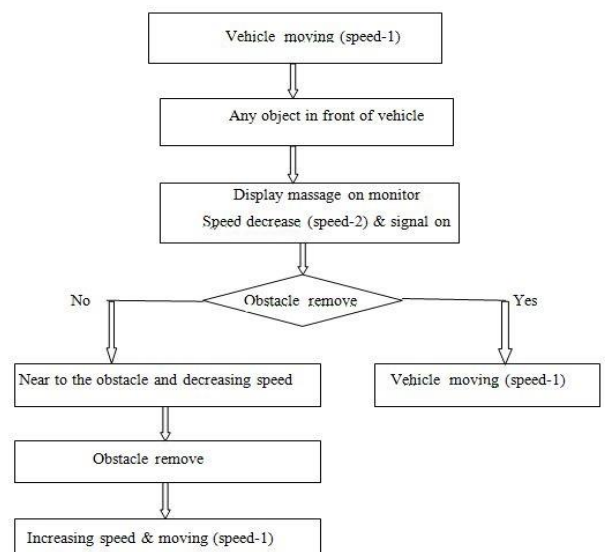 Vehicle moving (speed-1)
Any object in front of vehicle
Display massage on monitor
Speed decrease (speed-2) & signal on
Obstacle remove
No
Yes
Near to the obstacle and decreasing speed
Vehicle moving (speed-1)
Obstacle remove
Increasing speed & moving (speed-1)